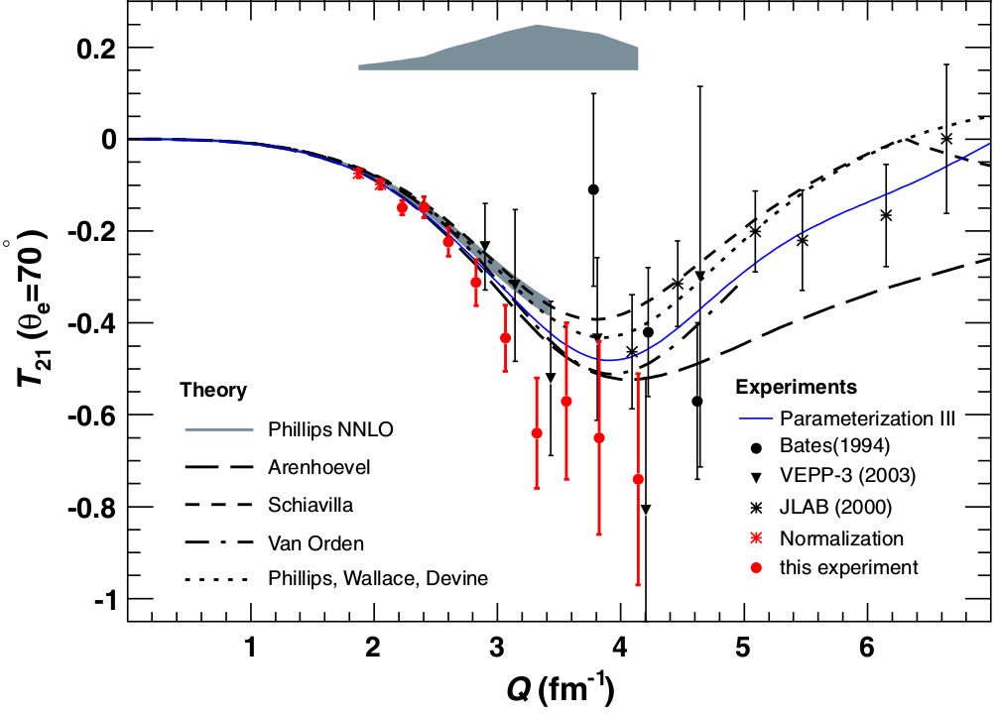 0.2
0
-0.2
-0.4
-0.6
-0.8
-1
T21 (θe=70°)
Theory
Phillips NNLO
Arenhoevel
Schiavilla
Van Orden
Phillips, Wallace, Devine
Experiments
Parameterization III
Bates(1994)
VEPP-3 (2003)
JLAB (2000)
Normalization
this experiment
1 2 3 4 5 6
Q (fm⁻¹)